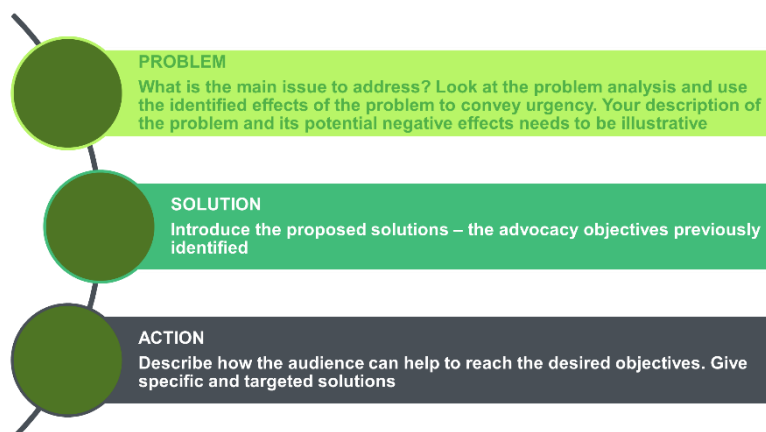 PROBLEM
What is the main issue to address? Look at the problem analysis and use
the identified effects of the problem to convey urgency. Your description of
the problem and its potential negative effects needs to be illustrative
SOLUTION
Introduce the proposed solutions – the advocacy objectives previously
identified
ACTION
Describe how the audience can help to reach the desired objectives. Give
specific and targeted solutions